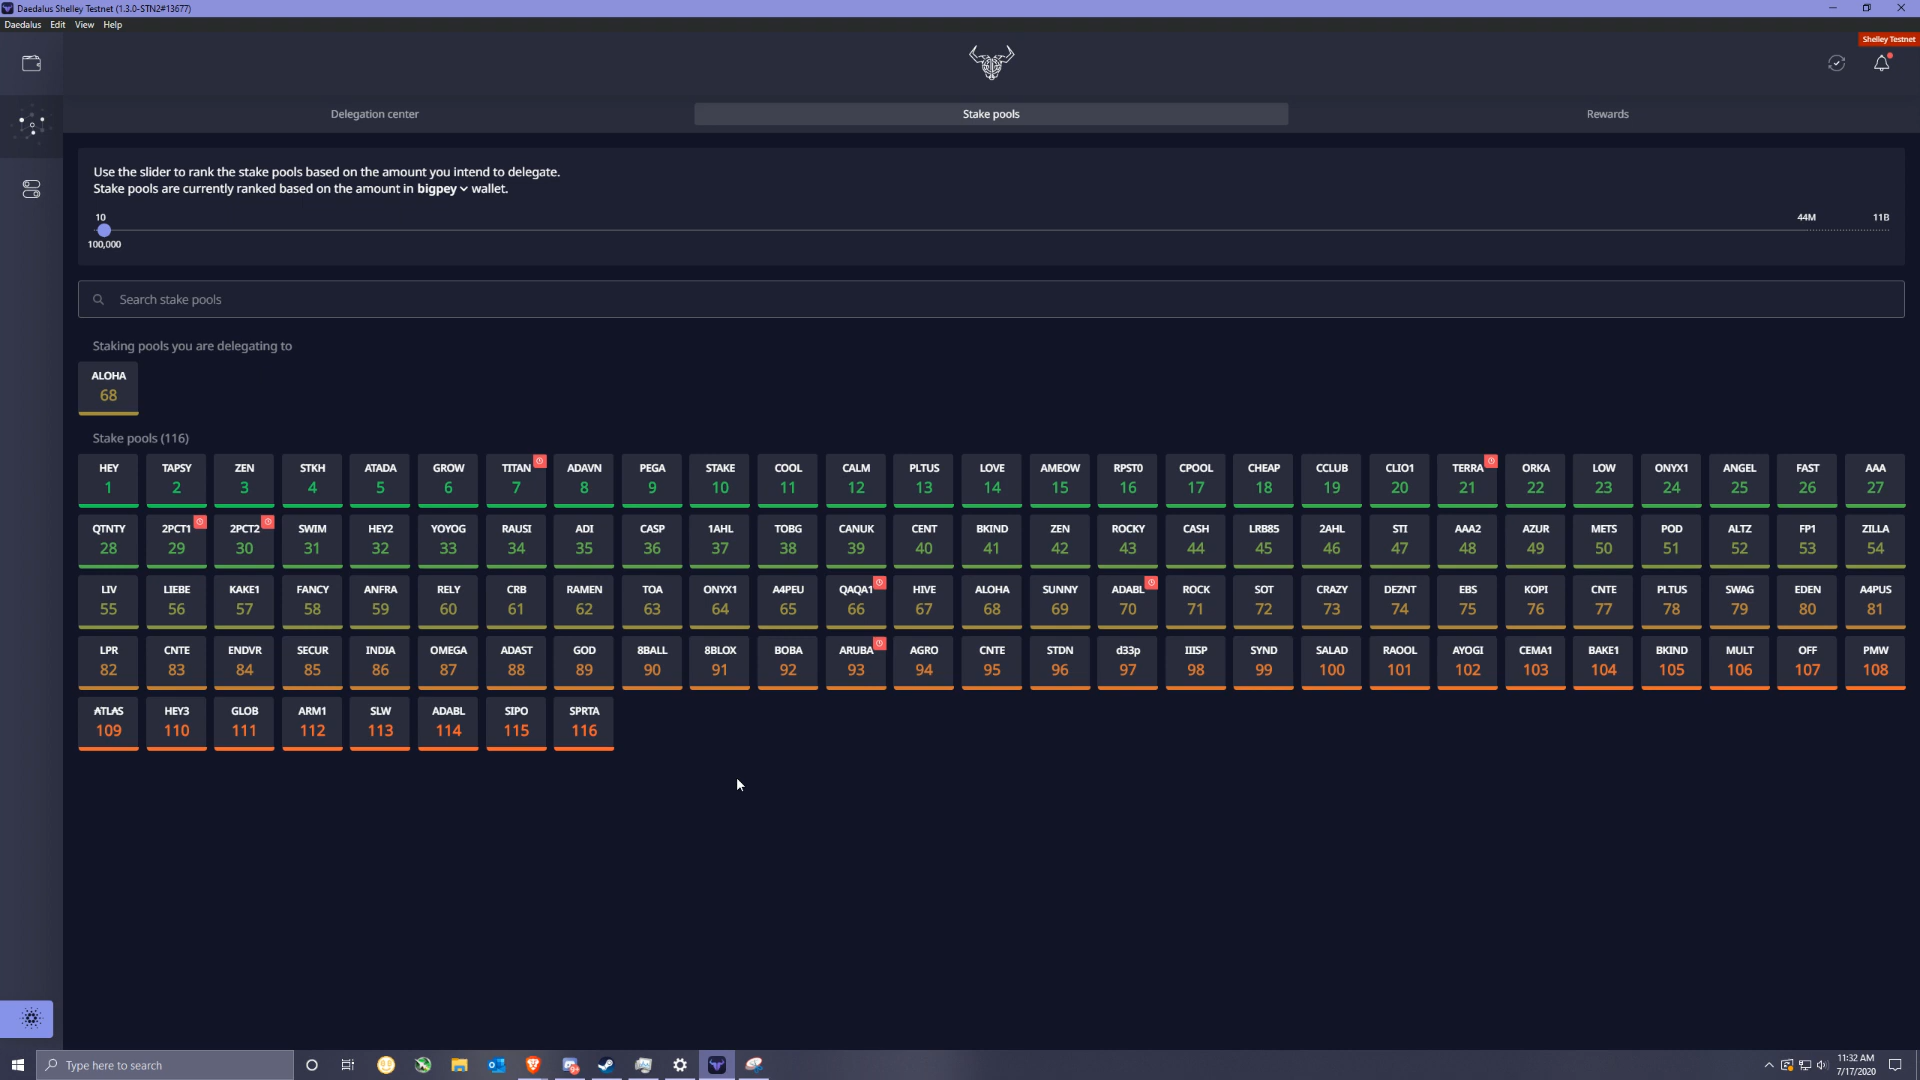 Daedalus Shelley Testnet (1.3.0-STN2#13677)
Daedalus Edit View Help
Shelley Testnet
Delegation center Stake pools Rewards
Use the slider to rank the stake pools based on the amount you intend to delegate.
Stake pools are currently ranked based on the amount in bigpey wallet.
10 44M 11B
100,000
Search stake pools
Staking pools you are delegating to
ALOHA
68
Stake pools (116)
HEY TAPSY ZEN STKH ATADA GROW TITAN ADAVN PEGA STAKE COOL CALM PLTUS LOVE AMEOW RPST0 CPOOL CHEAP CCLUB CLIO1 TERRA ORKA LOW ONYX1 ANGEL FAST AAA
1 2 3 4 5 6 7 8 9 10 11 12 13 14 15 16 17 18 19 20 21 22 23 24 25 26 27
QTNTY 2PCT1 2PCT2 SWIM HEY2 YOYOG RAUSI ADI CASP 1AHL TOBG CANUK CENT BKIND ZEN ROCKY CASH LRB85 2AHL STI AAA2 AZUR METS POD ALTZ FP1 ZILLA
28 29 30 31 32 33 34 35 36 37 38 39 40 41 42 43 44 45 46 47 48 49 50 51 52 53 54
LIV LIEBE KAKE1 FANCY ANFRA RELY CRB RAMEN TOA ONYX1 A4PEU QAQA1 HIVE ALOHA SUNNY ADABL ROCK SOT CRAZY DEZNT EBS KOPI CNTE PLTUS SWAG EDEN A4PUS
55 56 57 58 59 60 61 62 63 64 65 66 67 68 69 70 71 72 73 74 75 76 77 78 79 80 81
LPR CNTE ENDVR SECUR INDIA OMEGA ADAST GOD 8BALL 8BLOX BOBA ARUBA AGRO CNTE STDN d33p IIISP SYND SALAD RAOOL AYOGI CEMA1 BAKE1 BKIND MULT OFF PMW
82 83 84 85 86 87 88 89 90 91 92 93 94 95 96 97 98 99 100 101 102 103 104 105 106 107 108
ATLAS HEY3 GLOB ARM1 SLW ADABL SIPO SPRTA
109 110 111 112 113 114 115 116
Type here to search
11:32 AM
7/17/2020